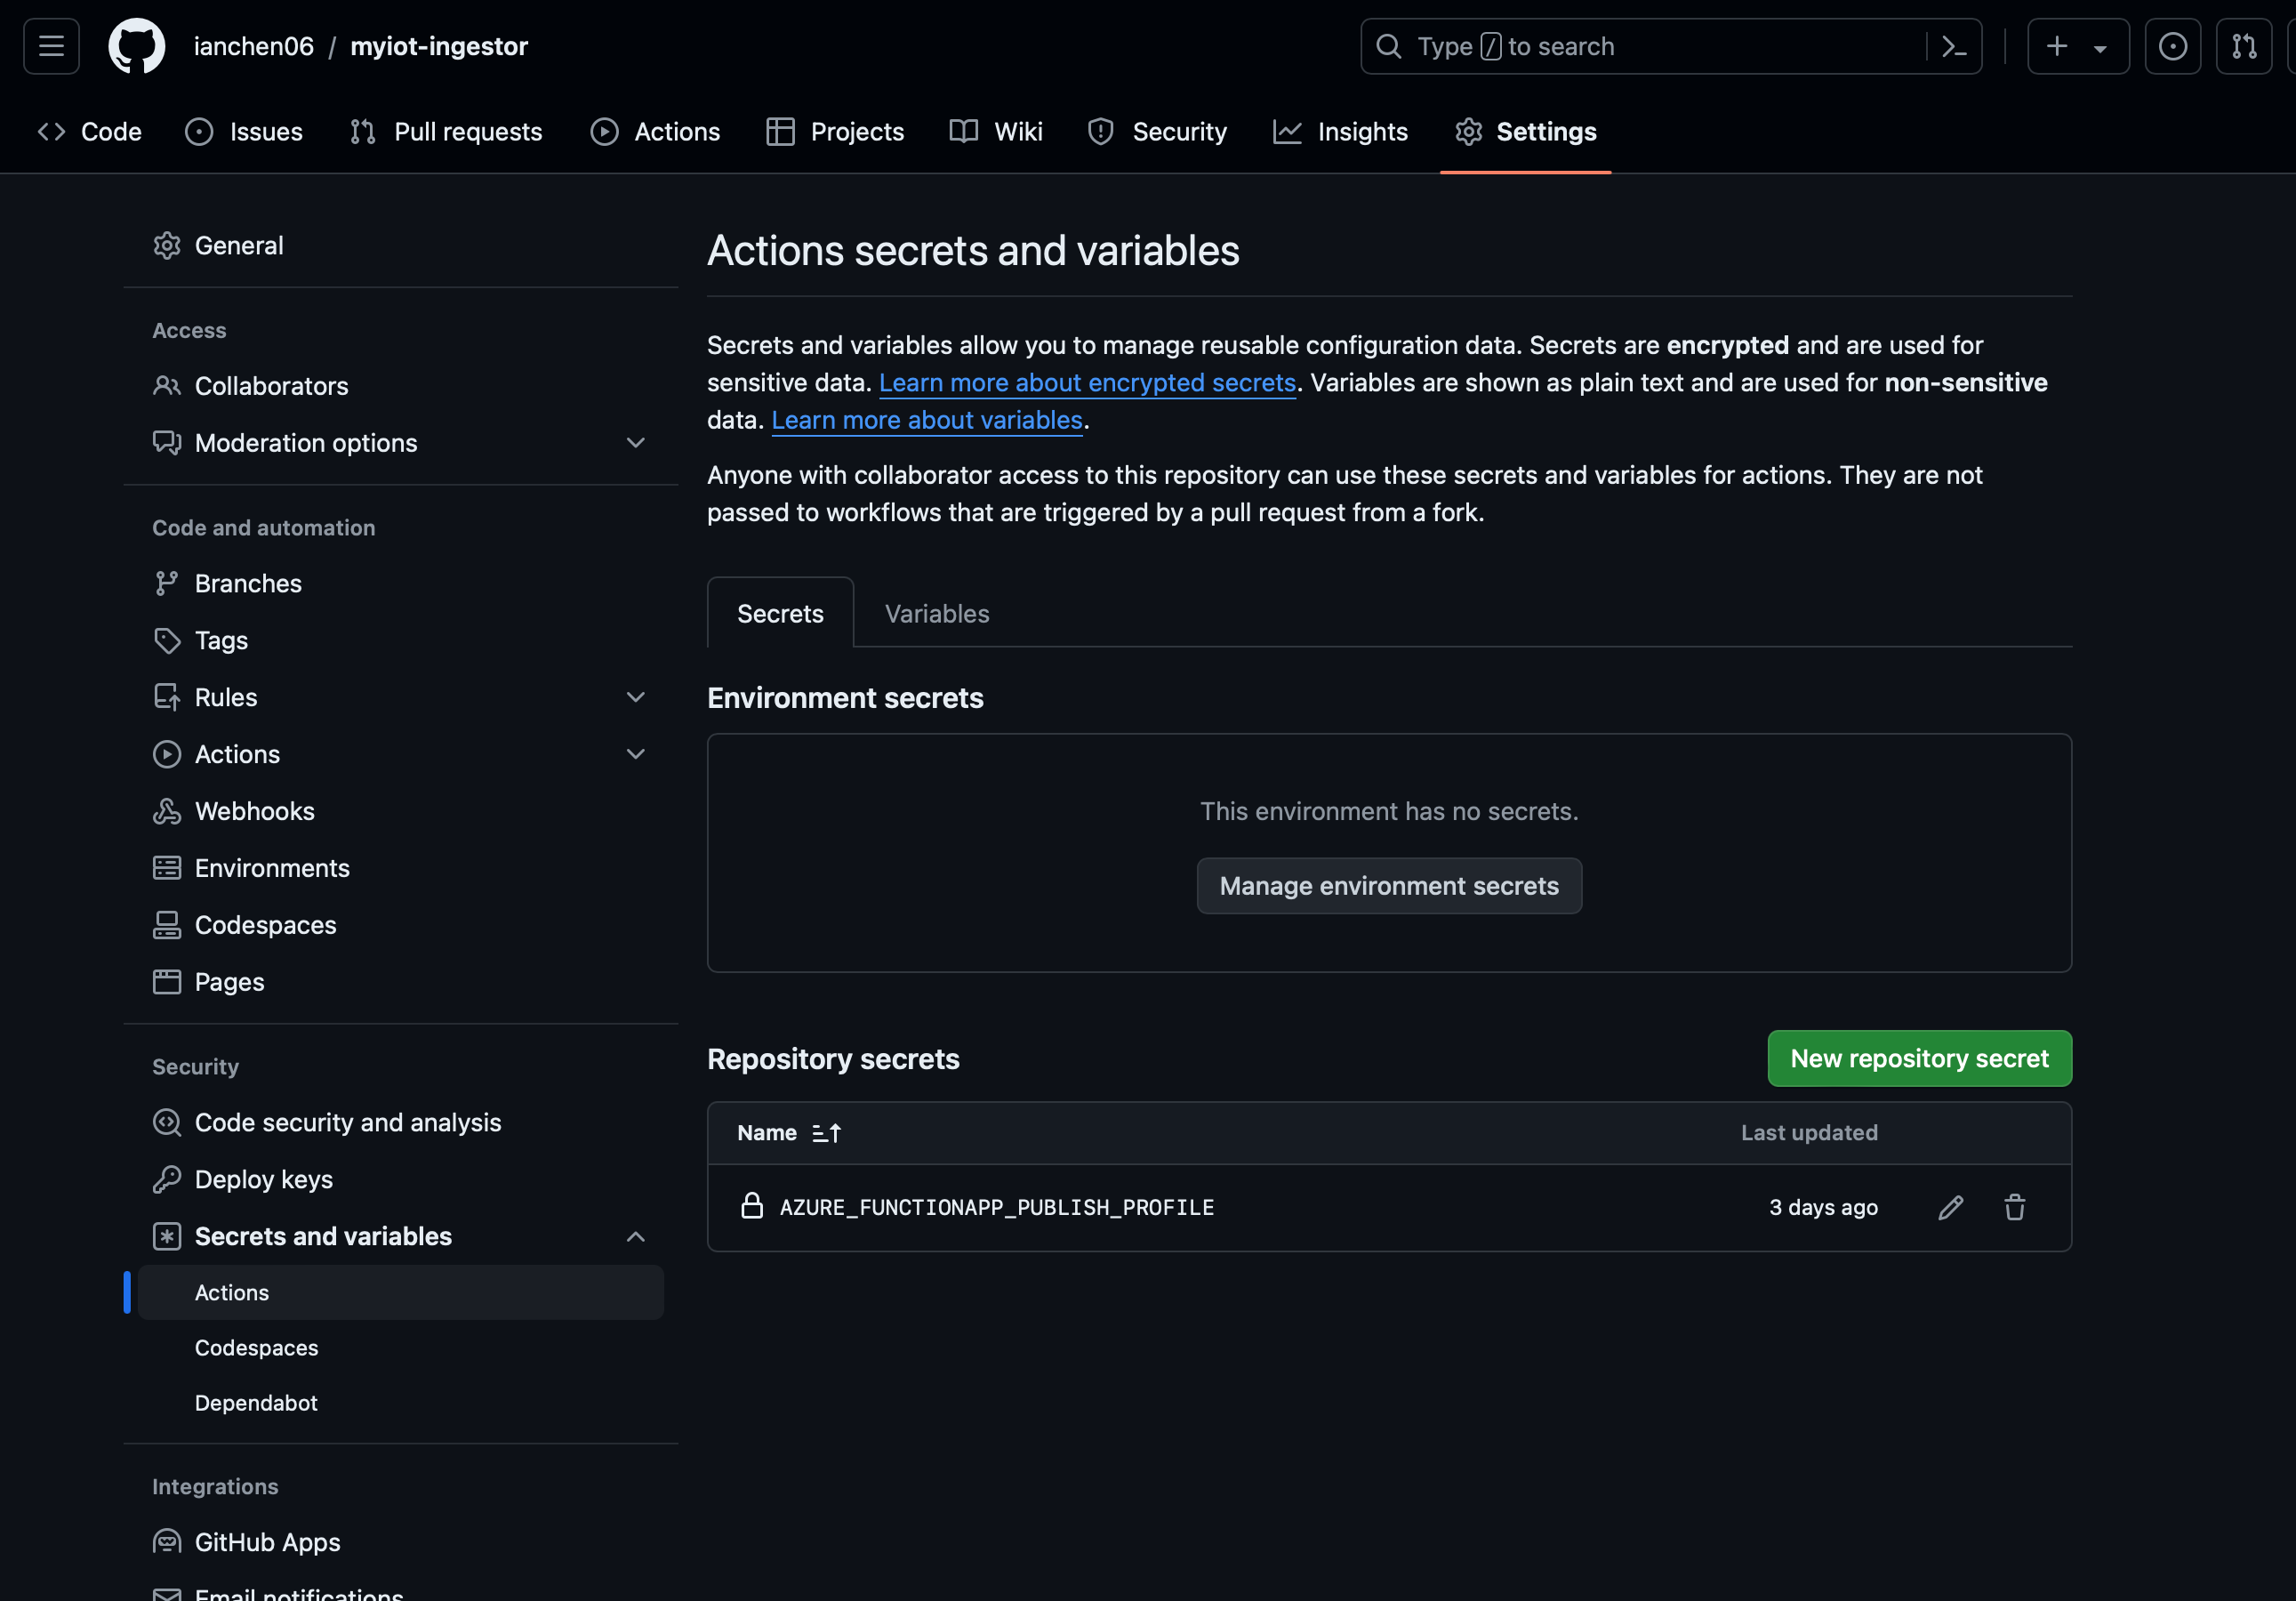 ianchen06 / myiot-ingestor
Type / to search
Code
Issues
Pull requests
Actions
Projects
Wiki
Security
Insights
Settings
General
Access
Collaborators
Moderation options
Code and automation
Branches
Tags
Rules
Actions
Webhooks
Environments
Codespaces
Pages
Security
Code security and analysis
Deploy keys
Secrets and variables
Actions
Codespaces
Dependabot
Integrations
GitHub Apps
Email notifications
Actions secrets and variables
Secrets and variables allow you to manage reusable configuration data. Secrets are encrypted and are used for
sensitive data. Learn more about encrypted secrets. Variables are shown as plain text and are used for non-sensitive
data. Learn more about variables.
Anyone with collaborator access to this repository can use these secrets and variables for actions. They are not
passed to workflows that are triggered by a pull request from a fork.
Secrets
Variables
Environment secrets
This environment has no secrets.
Manage environment secrets
Repository secrets
New repository secret
Name
Last updated
AZURE_FUNCTIONAPP_PUBLISH_PROFILE
3 days ago